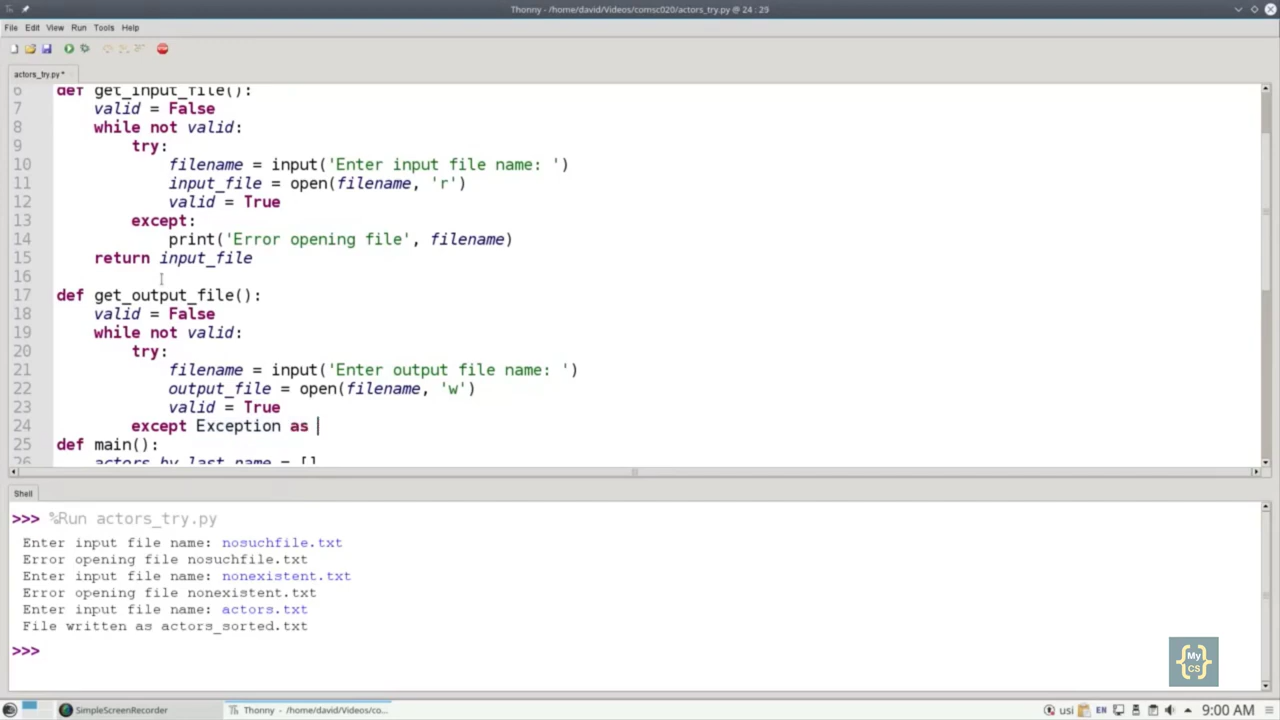 Thonny - /home/david/Videos/comsc020/actors_try.py @ 24 : 29
File Edit View Run Tools Help
actors_try.py *
6 def get_input_file():
7 valid = False
8 while not valid:
9 try:
10 filename = input('Enter input file name: ')
11 input_file = open(filename, 'r')
12 valid = True
13 except:
14 print('Error opening file', filename)
15 return input_file
16
17 def get_output_file():
18 valid = False
19 while not valid:
20 try:
21 filename = input('Enter output file name: ')
22 output_file = open(filename, 'w')
23 valid = True
24 except Exception as
25 def main():
26 actors_by_last_name = []
Shell
>>> %Run actors_try.py
Enter input file name: nosuchfile.txt
Error opening file nosuchfile.txt
Enter input file name: nonexistent.txt
Error opening file nonexistent.txt
Enter input file name: actors.txt
File written as actors_sorted.txt
>>>
{My CS}
SimpleScreenRecorder
Thonny - /home/david/Videos/co...
usi EN 9:00 AM